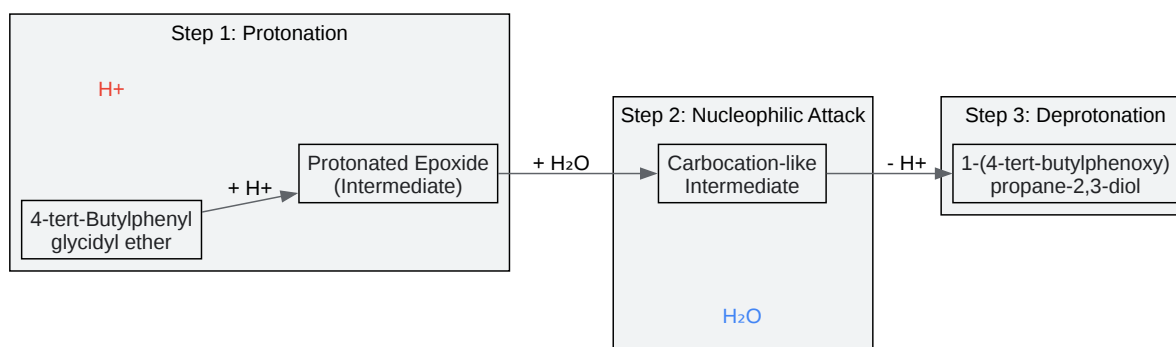 Step 1: Protonation
H+
4-tert-Butylphenyl
glycidyl ether
+ H+
Protonated Epoxide
(Intermediate)
+ H₂O
Step 2: Nucleophilic Attack
Carbocation-like
Intermediate
H₂O
- H+
Step 3: Deprotonation
1-(4-tert-butylphenoxy)
propane-2,3-diol